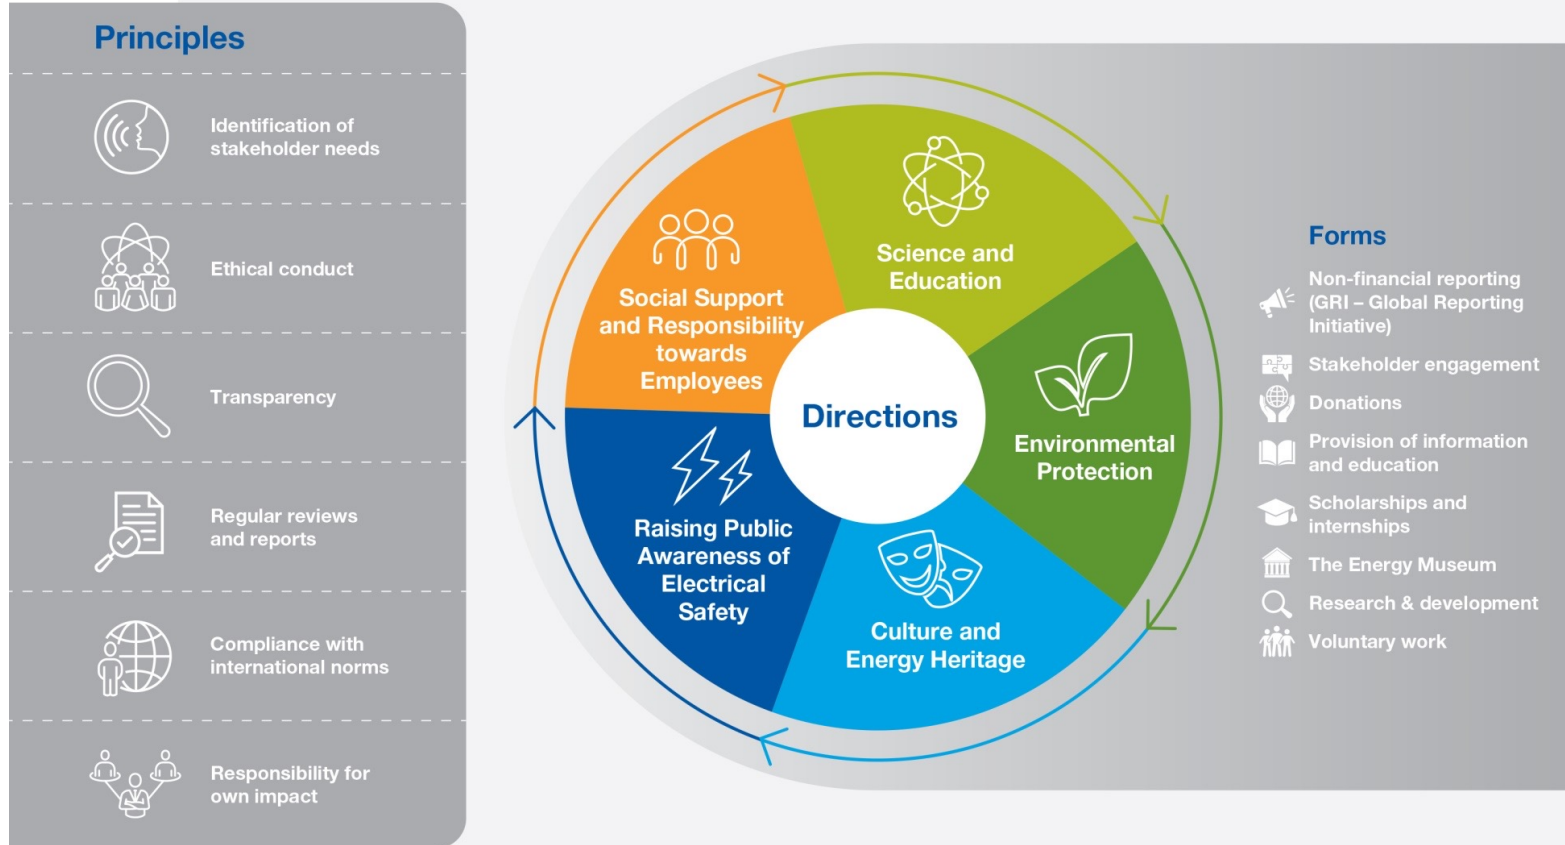 Principles
Identification of
stakeholder needs
Ethical conduct
Transparency
Regular reviews
and reports
Compliance with
international norms
Responsibility for
own impact
Directions
Science and
Education
Environmental
Protection
Culture and
Energy Heritage
Raising Public
Awareness of
Electrical
Safety
Social Support
and Responsibility
towards
Employees
Forms
Non-financial reporting
(GRI – Global Reporting
Initiative)
Stakeholder engagement
Donations
Provision of information
and education
Scholarships and
internships
The Energy Museum
Research & development
Voluntary work